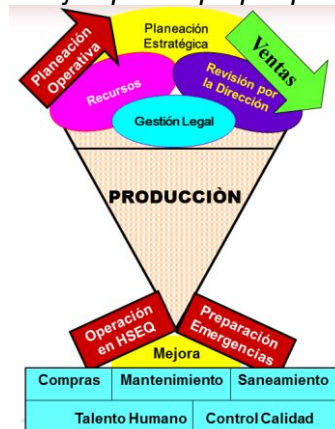 Planeación
Estratégica
Planeación
Operativa
Ventas
Recursos
Revisión por
la Dirección
Gestión Legal
PRODUCCIÒN
Operación
en HSEQ
Preparación
Emergencias
Mejora
Compras
Mantenimiento
Saneamiento
Talento Humano
Control Calidad